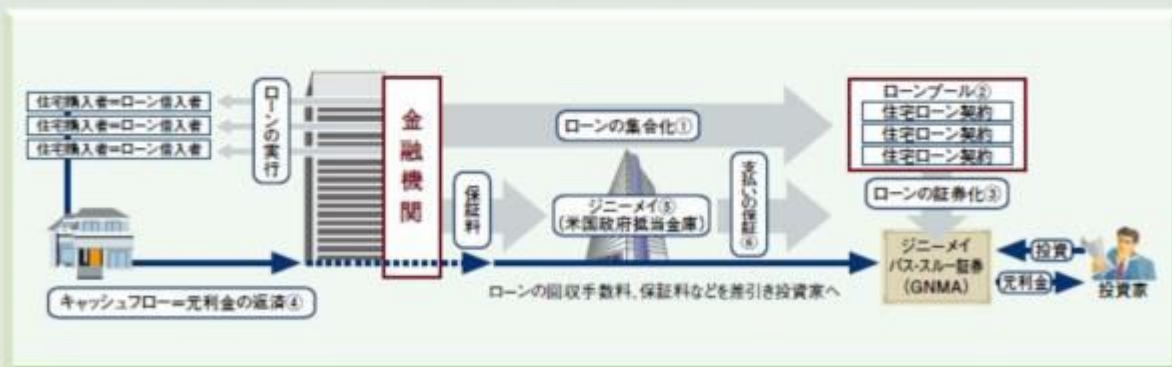 住宅購入者=ローン借入者
住宅購入者=ローン借入者
住宅購入者=ローン借入者
ローンの実行
金融機関
ローンの集合化①
ローンプール②
住宅ローン契約
住宅ローン契約
住宅ローン契約
保証料
ジニーメイ⑤
(米国政府抵当金庫)
支払いの保証⑥
ローンの証券化③
ジニーメイ
パス・スルー証券
(GNMA)
投資
元利金
投資家
ローンの回収手数料、保証料などを差引き投資家へ
キャッシュフロー=元利金の返済④